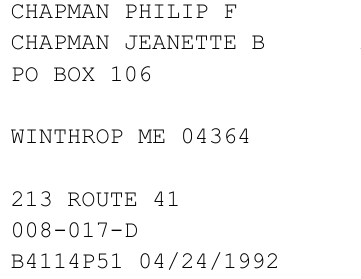 CHAPMAN PHILIP F
CHAPMAN JEANETTE B
PO BOX 106
WINTHROP ME 04364
213 ROUTE 41
008-017-D
B4114P51 04/24/1992